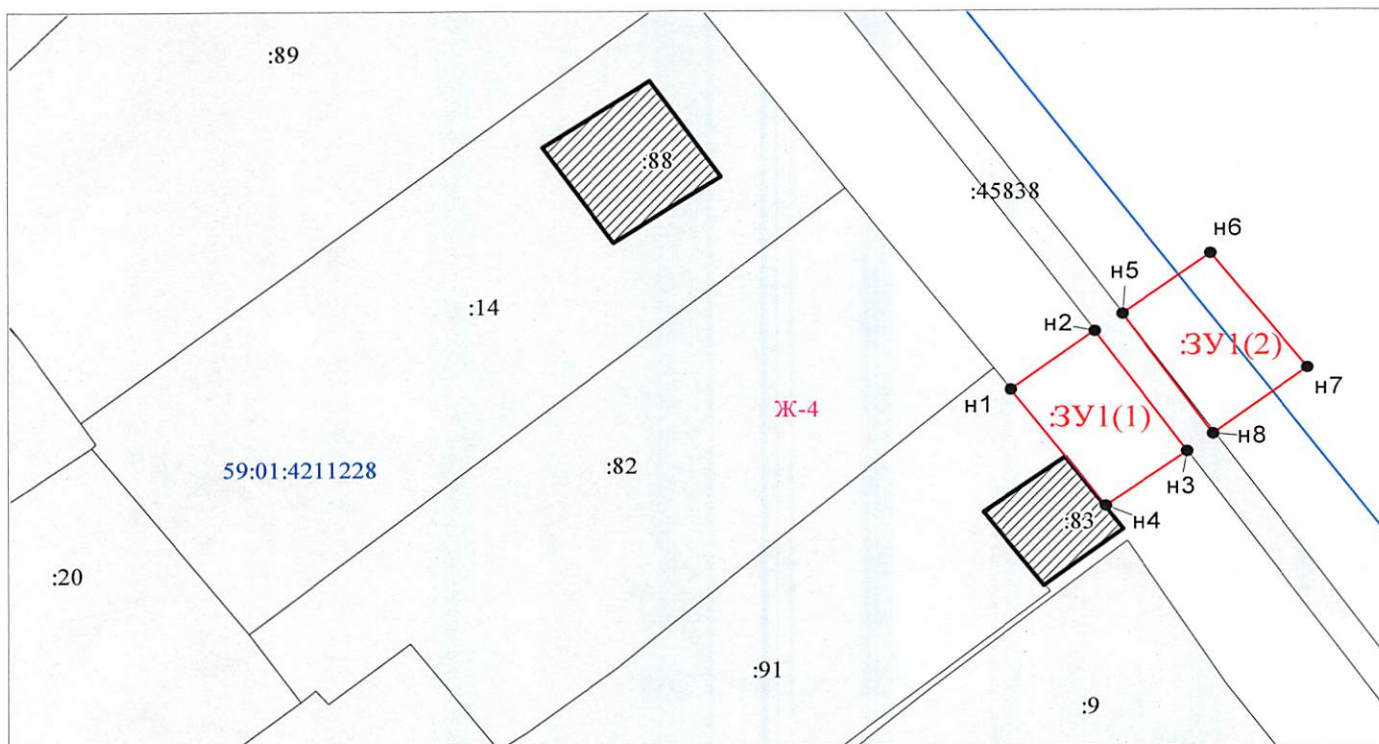 :89
:88
:45838
н6
:14
н5
н2
:ЗУ1(2)
н7
н1
Ж-4
:ЗУ1(1)
н8
59:01:4211228
:82
н3
н4
:83
:20
:91
:9